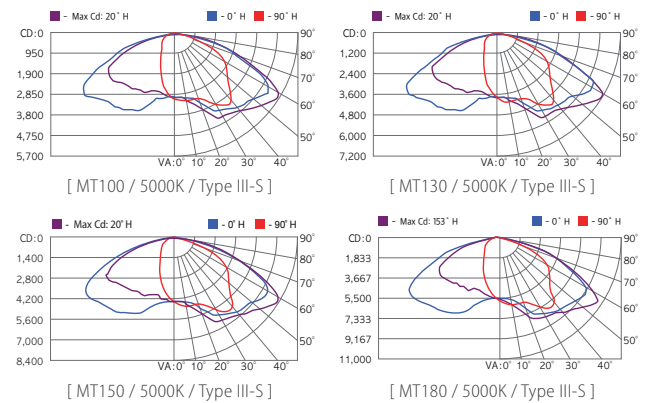 - Max Cd: 20˚ H - 0˚ H - 90˚ H
CD:0
950
1,900
2,850
3,800
4,750
5,700
90˚
80˚
70˚
60˚
50˚
VA:0˚ 10˚ 20˚ 30˚ 40˚
[ MT100 / 5000K / Type III-S ]
- Max Cd: 20˚ H - 0˚ H - 90˚ H
CD:0
1,200
2,400
3,600
4,800
6,000
7,200
90˚
80˚
70˚
60˚
50˚
VA:0˚ 10˚ 20˚ 30˚ 40˚
[ MT130 / 5000K / Type III-S ]
- Max Cd: 20˚ H - 0˚ H - 90˚ H
CD:0
1,400
2,800
4,200
5,600
7,000
8,400
90˚
80˚
70˚
60˚
50˚
VA:0˚ 10˚ 20˚ 30˚ 40˚
[ MT150 / 5000K / Type III-S ]
- Max Cd: 153˚ H - 0˚ H - 90˚ H
CD:0
1,833
3,667
5,500
7,333
9,167
11,000
90˚
80˚
70˚
60˚
50˚
VA:0˚ 10˚ 20˚ 30˚ 40˚
[ MT180 / 5000K / Type III-S ]